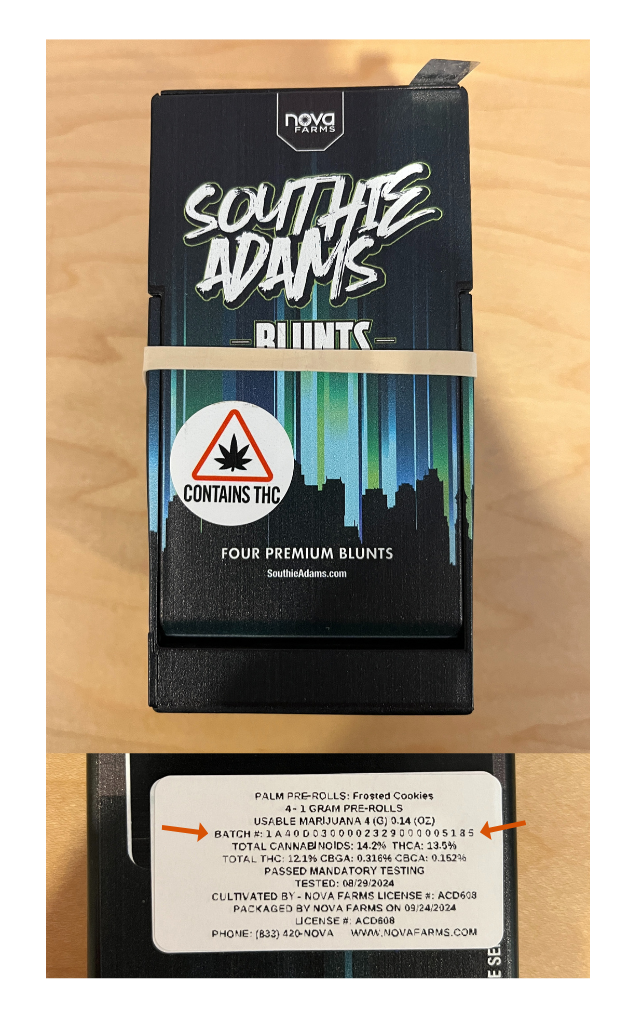 nova
FARMS
SOUTHIE
ADAMS
BLUNTS
CONTAINS THC
FOUR PREMIUM BLUNTS
SouthieAdams.com
PALM PRE-ROLLS: Frosted Cookies
4 - 1 GRAM PRE-ROLLS
USABLE MARIJUANA 4 (G) 0.14 (OZ)
BATCH #: 1A40D0300002329000005185
TOTAL CANNABINOIDS: 14.2% THCA: 13.5%
TOTAL THC: 12.1% CBGA: 0.316% CBCA: 0.152%
PASSED MANDATORY TESTING
TESTED: 08/29/2024
CULTIVATED BY - NOVA FARMS LICENSE #: ACD608
PACKAGED BY NOVA FARMS ON 09/24/2024
LICENSE #: ACD608
PHONE: (833) 420-NOVA WWW.NOVAFARMS.COM